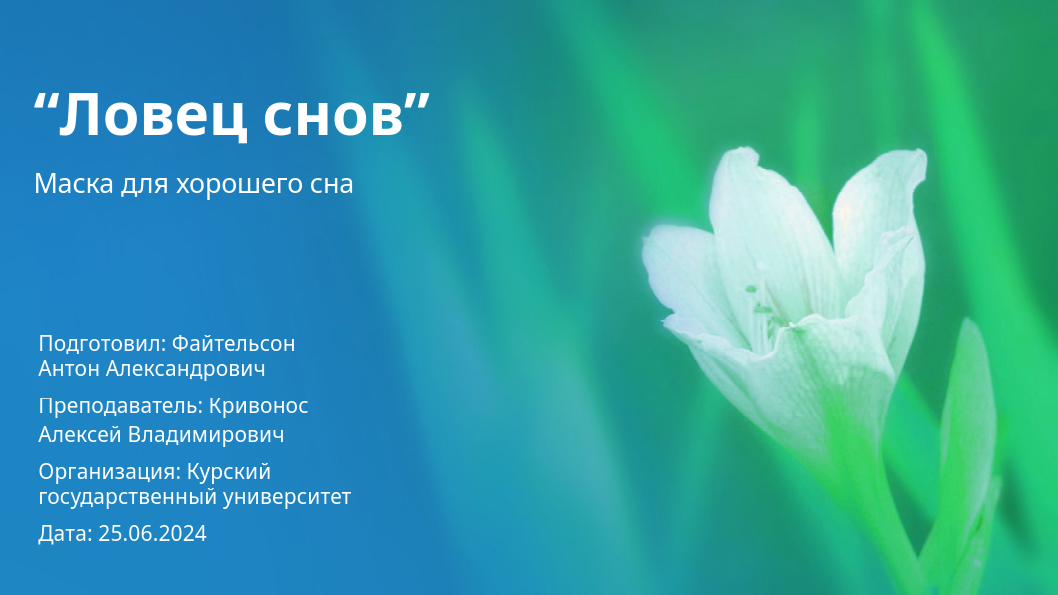 “Ловец снов”
Маска для хорошего сна
Подготовил: Файтельсон
Антон Александрович
Преподаватель: Кривонос
Алексей Владимирович
Организация: Курский
государственный университет
Дата: 25.06.2024